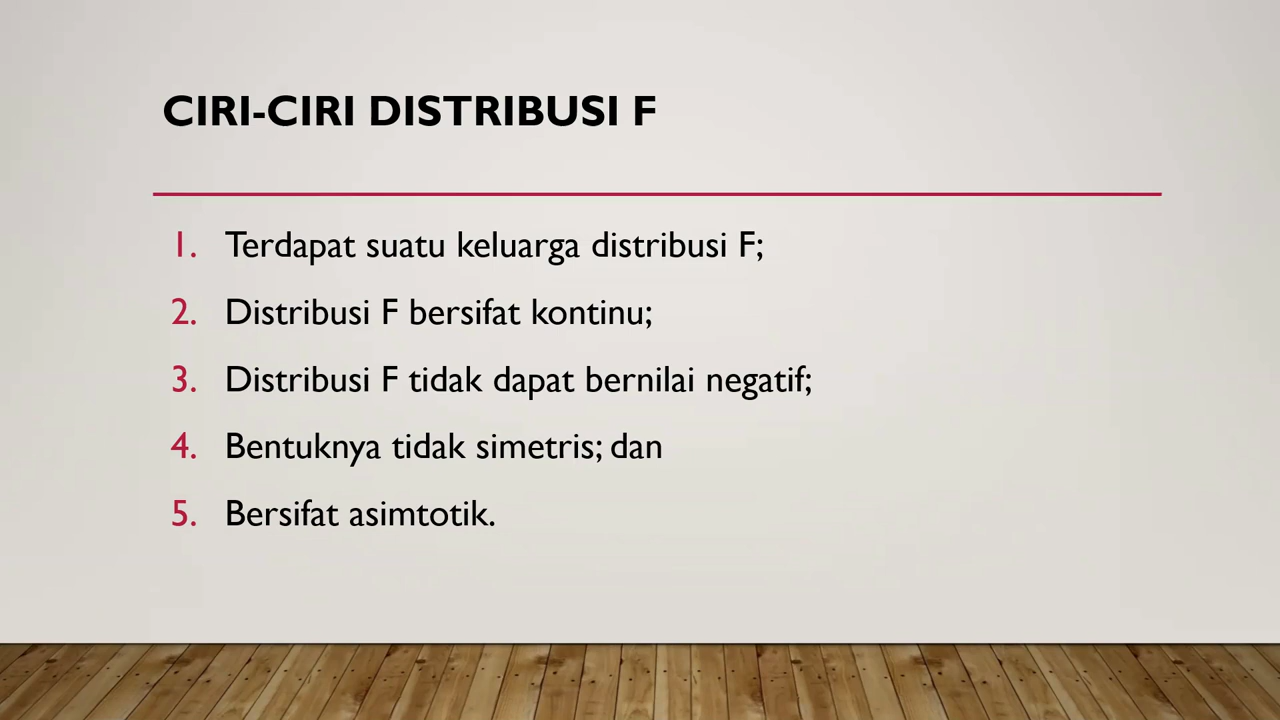 CIRI-CIRI DISTRIBUSI F
1. Terdapat suatu keluarga distribusi F;
2. Distribusi F bersifat kontinu;
3. Distribusi F tidak dapat bernilai negatif;
4. Bentuknya tidak simetris; dan
5. Bersifat asimtotik.